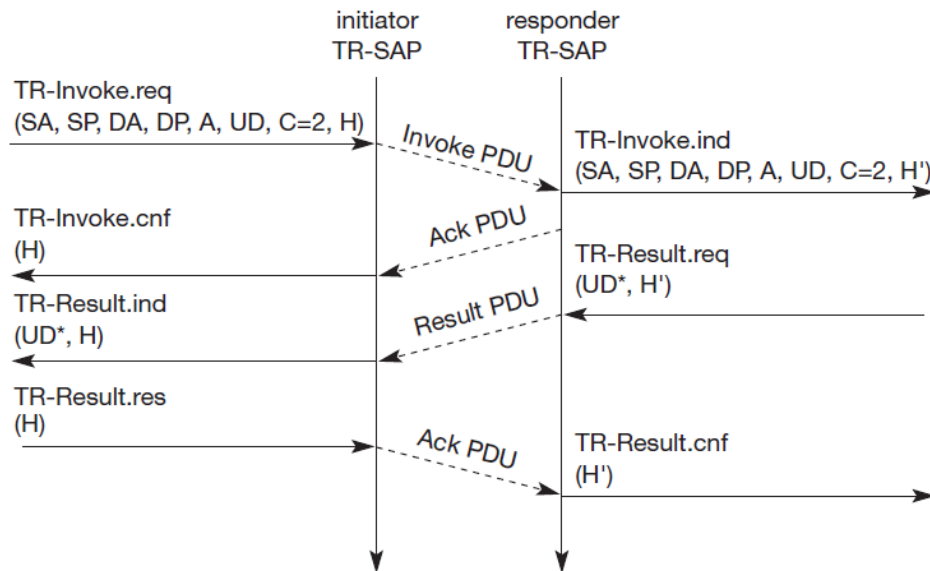 initiator
TR-SAP
responder
TR-SAP
TR-Invoke.req
(SA, SP, DA, DP, A, UD, C=2, H)
Invoke PDU
TR-Invoke.ind
(SA, SP, DA, DP, A, UD, C=2, H')
TR-Invoke.cnf
(H)
Ack PDU
TR-Result.req
(UD*, H')
TR-Result.ind
(UD*, H)
Result PDU
TR-Result.res
(H)
Ack PDU
TR-Result.cnf
(H')